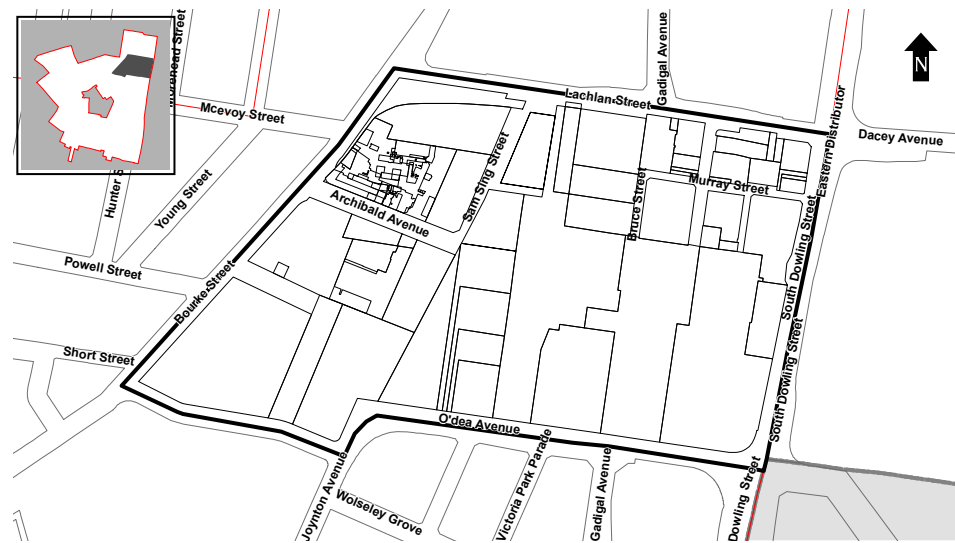 Morehead Street
Gadigal Avenue
N
Lachlan Street
Mcevoy Street
Eastern Distributor
Dacey Avenue
Hunter S
Young Street
Sam Sing Street
Murray Street
Bruce Street
Archibald Avenue
South Dowling Street
Powell Street
Bourke Street
Short Street
South Dowling Street
O'dea Avenue
Joynton Avenue
Wolseley Grove
Victoria Park Parade
Gadigal Avenue
Dowling Street